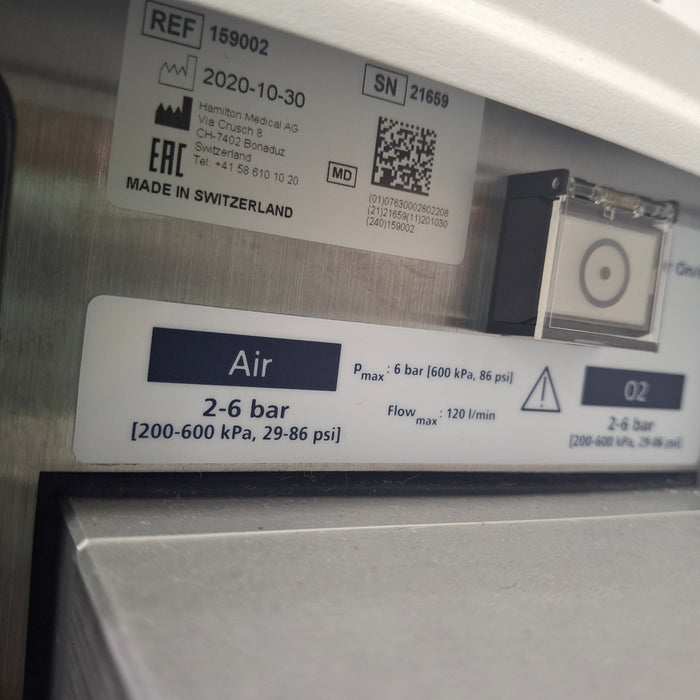 REF 159002
2020-10-30
SN 21659
Hamilton Medical AG
Via Crusch 8
CH-7402 Bonaduz
Switzerland
Tel: +41 58 610 10 20
EAC
MD
MADE IN SWITZERLAND
(01)07630002802208
(21)21659(11)201030
(240)159002
Air
2-6 bar
[200-600 kPa, 29-86 psi]
Pmax: 6 bar [600 kPa, 86 psi]
Flowmax: 120 l/min
O2
2-6 bar
[200-600 kPa, 29-86 psi]